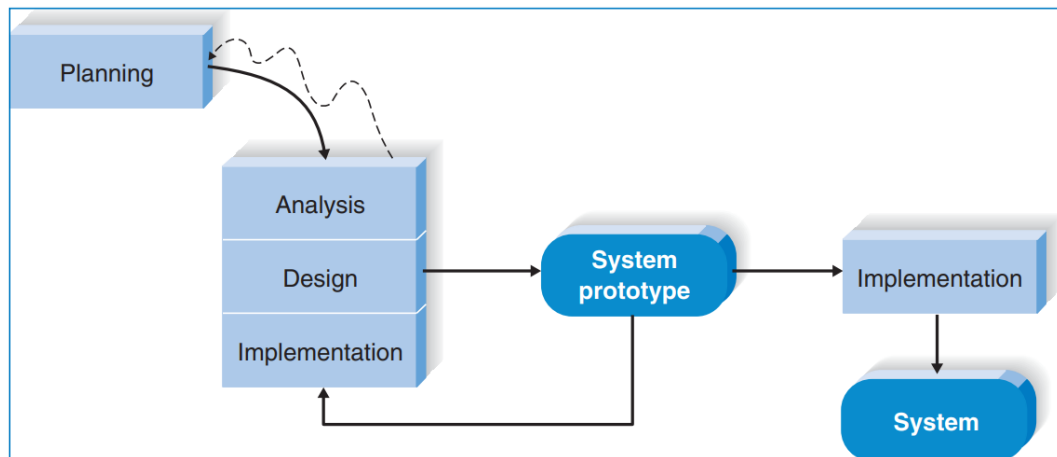 Planning
Analysis
Design
Implementation
System
prototype
Implementation
System